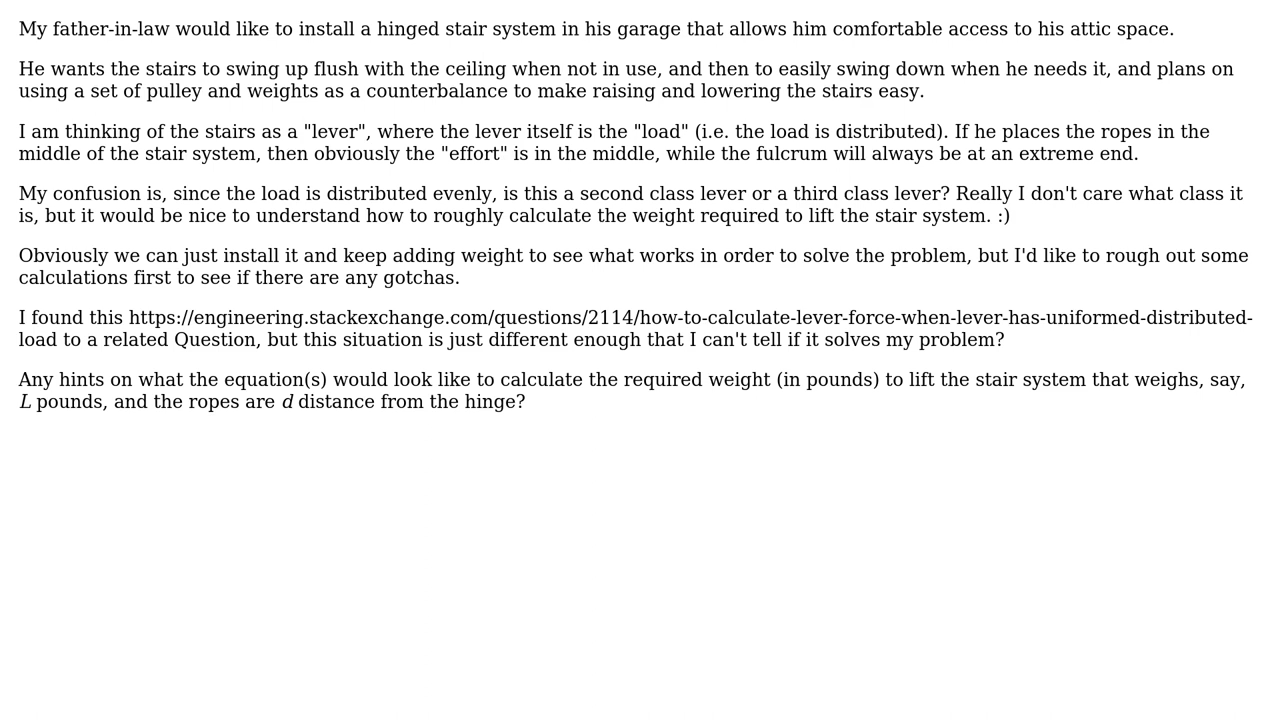 My father-in-law would like to install a hinged stair system in his garage that allows him comfortable access to his attic space.
He wants the stairs to swing up flush with the ceiling when not in use, and then to easily swing down when he needs it, and plans on
using a set of pulley and weights as a counterbalance to make raising and lowering the stairs easy.
I am thinking of the stairs as a "lever", where the lever itself is the "load" (i.e. the load is distributed). If he places the ropes in the
middle of the stair system, then obviously the "effort" is in the middle, while the fulcrum will always be at an extreme end.
My confusion is, since the load is distributed evenly, is this a second class lever or a third class lever? Really I don't care what class it
is, but it would be nice to understand how to roughly calculate the weight required to lift the stair system. :)
Obviously we can just install it and keep adding weight to see what works in order to solve the problem, but I'd like to rough out some
calculations first to see if there are any gotchas.
I found this https://engineering.stackexchange.com/questions/2114/how-to-calculate-lever-force-when-lever-has-uniformed-distributed-
load to a related Question, but this situation is just different enough that I can't tell if it solves my problem?
Any hints on what the equation(s) would look like to calculate the required weight (in pounds) to lift the stair system that weighs, say,
L pounds, and the ropes are d distance from the hinge?